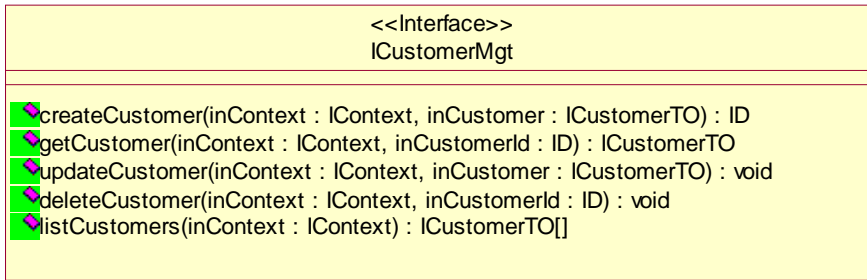 <<Interface>>
ICustomerMgt
createCustomer(inContext : IContext, inCustomer : ICustomerTO) : ID
getCustomer(inContext : IContext, inCustomerId : ID) : ICustomerTO
updateCustomer(inContext : IContext, inCustomer : ICustomerTO) : void
deleteCustomer(inContext : IContext, inCustomerId : ID) : void
listCustomers(inContext : IContext) : ICustomerTO[]